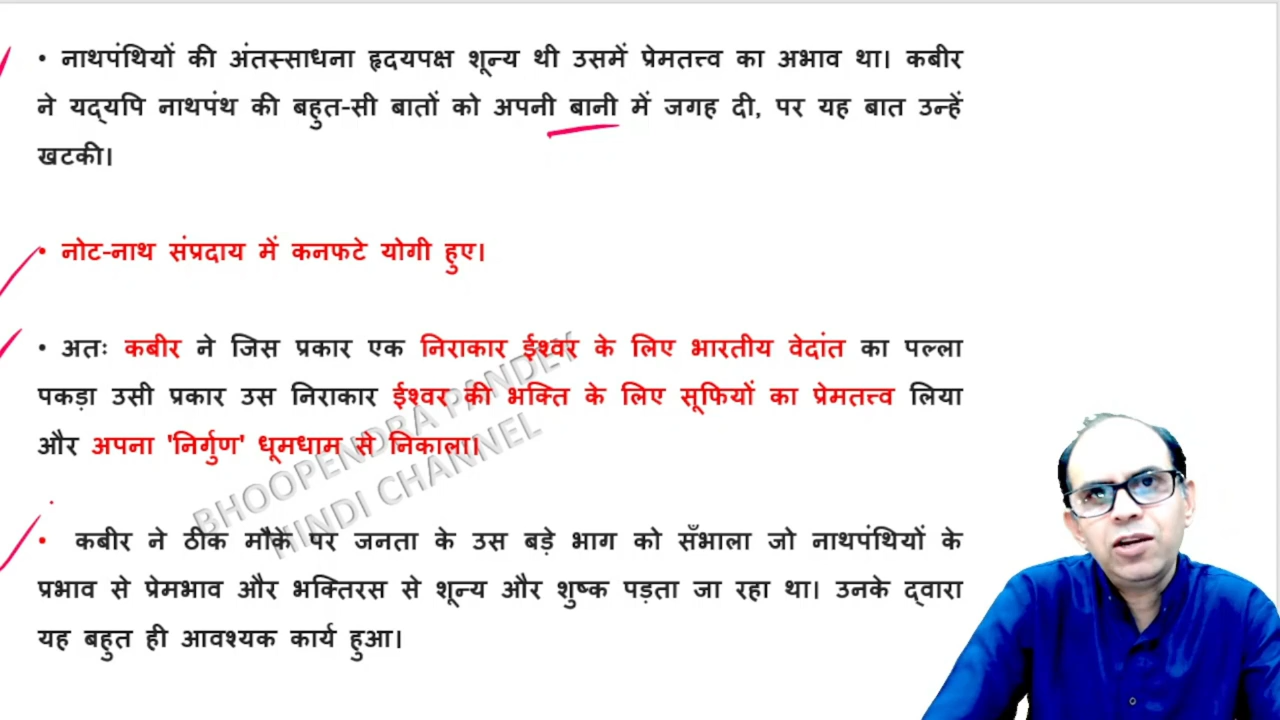 • नाथपंथियों की अंतस्साधना हृदयपक्ष शून्य थी उसमें प्रेमतत्त्व का अभाव था। कबीर
ने यद्यपि नाथपंथ की बहुत-सी बातों को अपनी बानी में जगह दी, पर यह बात उन्हें
खटकी।
• नोट-नाथ संप्रदाय में कनफटे योगी हुए।
• अतः कबीर ने जिस प्रकार एक निराकार ईश्वर के लिए भारतीय वेदांत का पल्ला
पकड़ा उसी प्रकार उस निराकार ईश्वर की भक्ति के लिए सूफियों का प्रेमतत्त्व लिया
और अपना 'निर्गुण' धूमधाम से निकाला।
• कबीर ने ठीक मौके पर जनता के उस बड़े भाग को सँभाला जो नाथपंथियों के
प्रभाव से प्रेमभाव और भक्तिरस से शून्य और शुष्क पड़ता जा रहा था। उनके द्वारा
यह बहुत ही आवश्यक कार्य हुआ।
BHOOPENDRA PANDEY
HINDI CHANNEL